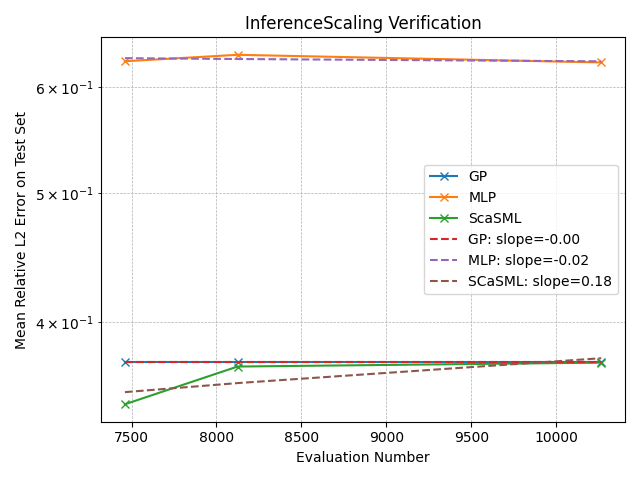 InferenceScaling Verification
Mean Relative L2 Error on Test Set
6 × 10⁻¹
5 × 10⁻¹
4 × 10⁻¹
GP
MLP
ScaSML
GP: slope=-0.00
MLP: slope=-0.02
SCaSML: slope=0.18
7500 8000 8500 9000 9500 10000
Evaluation Number